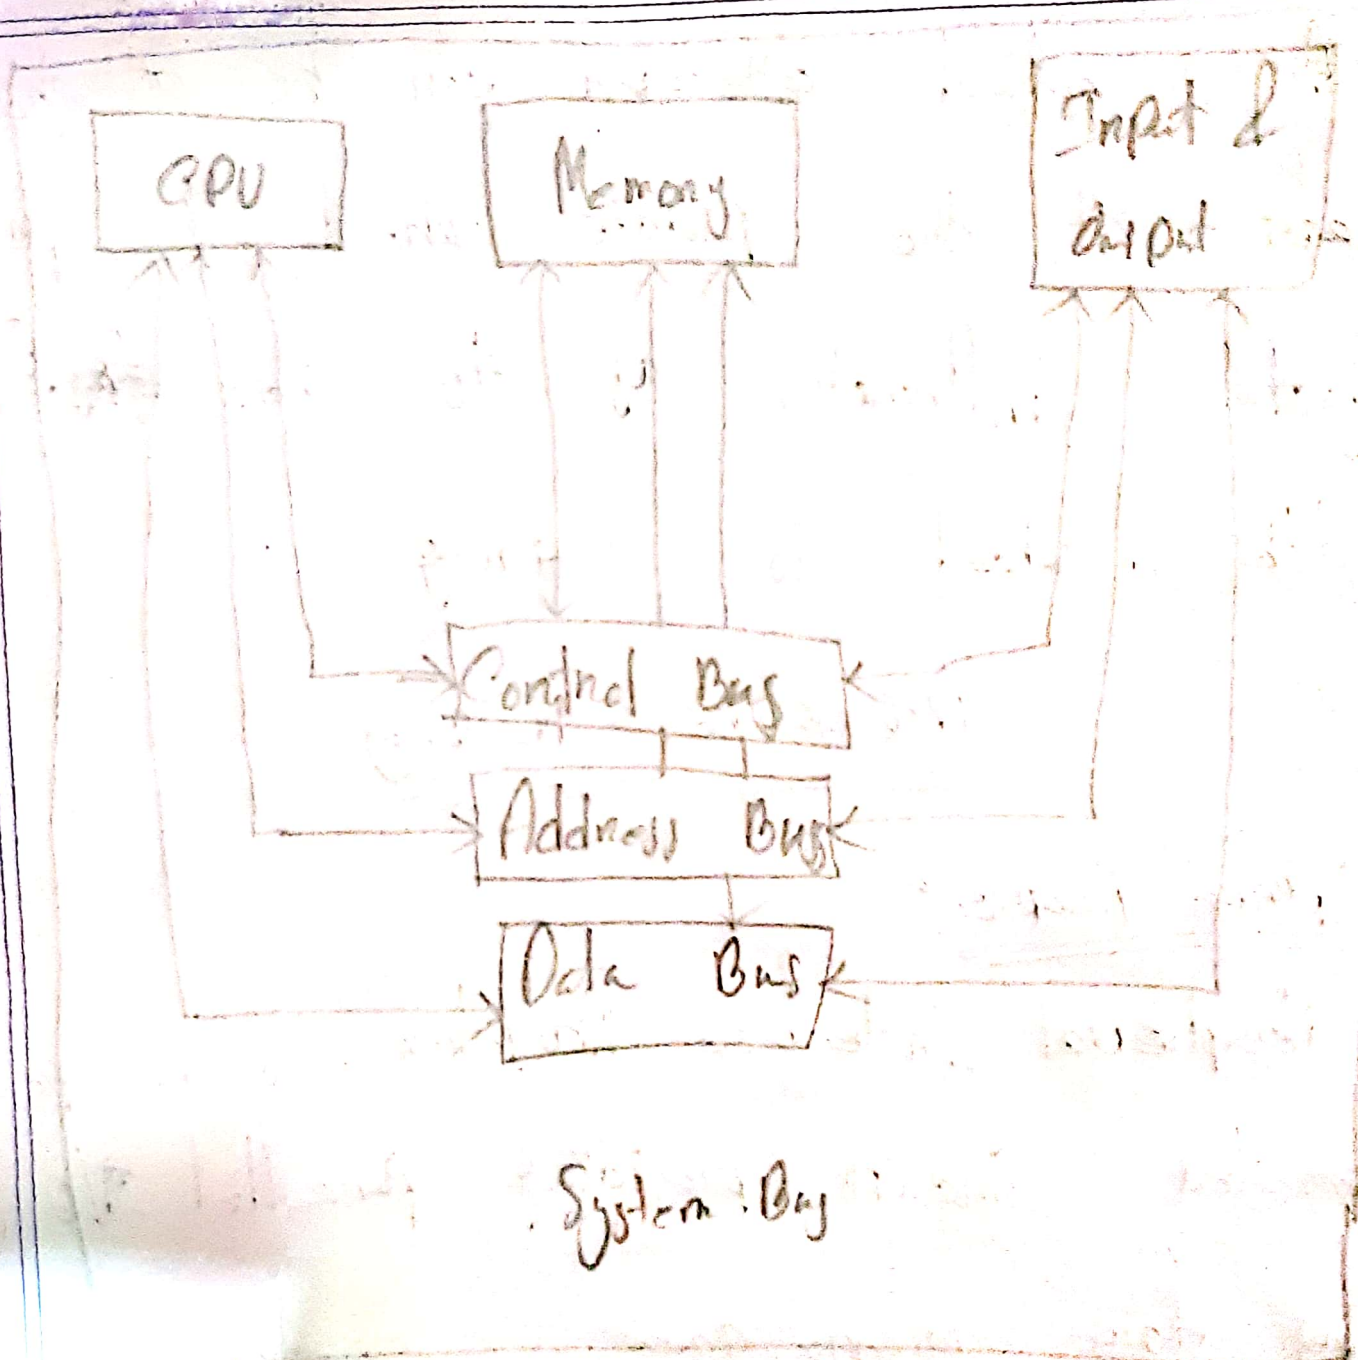 CPU
Memory
Input &
Output
Control Bus
Address Bus
Data Bus
System Bus